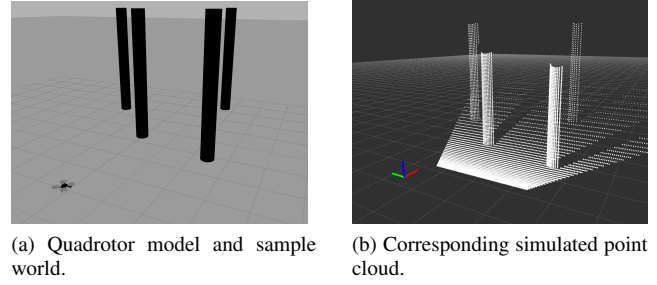 (a) Quadrotor model and sample
world.
(b) Corresponding simulated point
cloud.